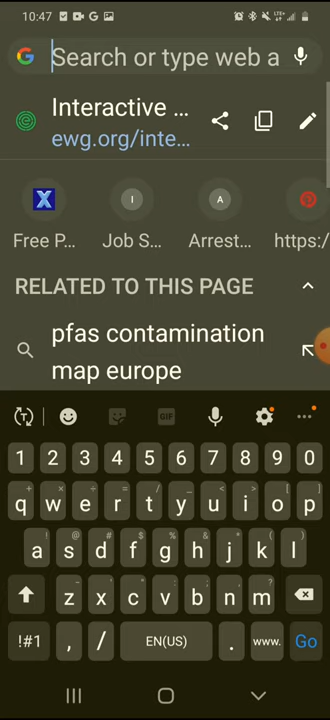 10:47
Search or type web a
Interactive ...
ewg.org/inte...
Free P...
Job S...
Arrest...
https:/
RELATED TO THIS PAGE
pfas contamination
map europe
GIF
1 2 3 4 5 6 7 8 9 0
q w e r t y u i o p
a s d f g h j k l
z x c v b n m
!#1 , / EN(US) . www. Go